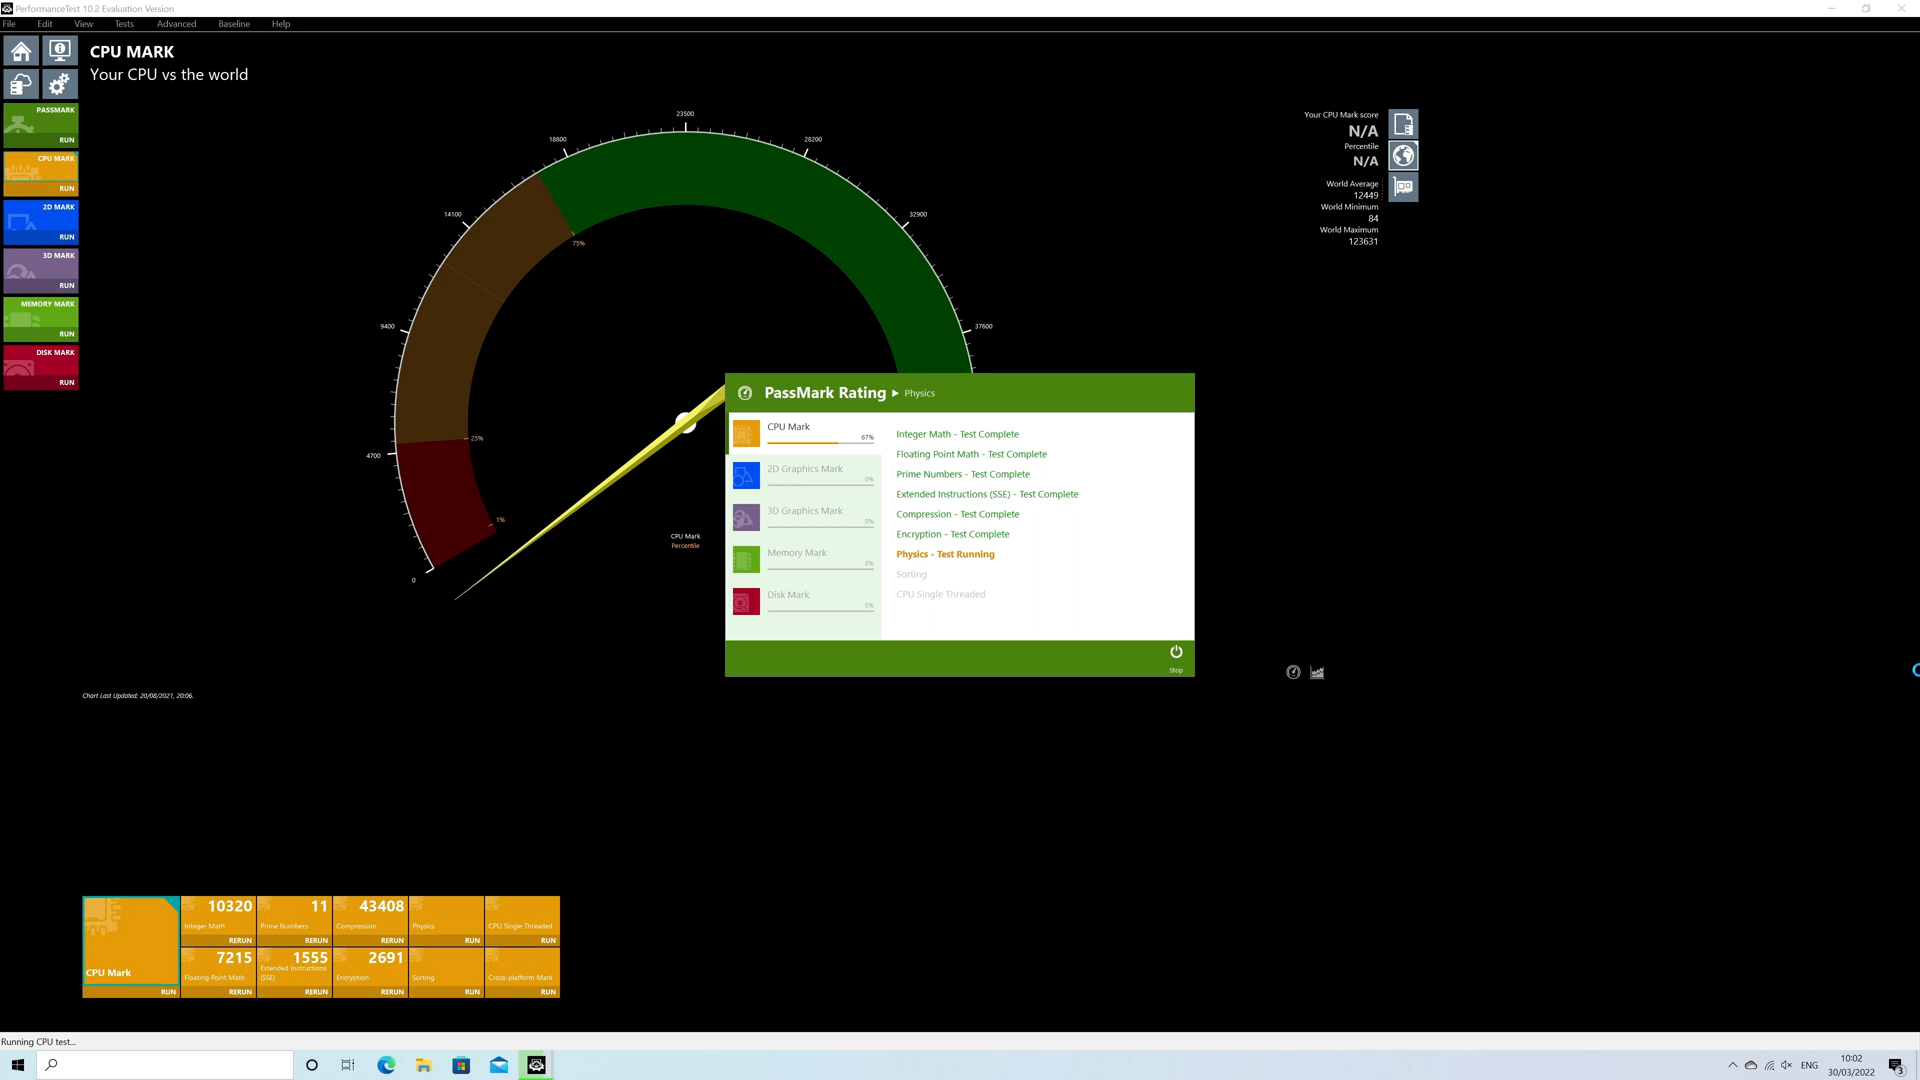 PerformanceTest 10.2 Evaluation Version
File Edit View Tests Advanced Baseline Help
CPU MARK
Your CPU vs the world
PASSMARK
RUN
CPU MARK
RUN
2D MARK
RUN
3D MARK
RUN
MEMORY MARK
RUN
DISK MARK
RUN
0
4700
9400
14100
18800
23500
28200
32900
37600
1%
25%
75%
CPU Mark
Percentile
Your CPU Mark score
N/A
Percentile
N/A
World Average
12449
World Minimum
84
World Maximum
123631
PassMark Rating ▶ Physics
CPU Mark
67%
2D Graphics Mark
0%
3D Graphics Mark
0%
Memory Mark
0%
Disk Mark
0%
Integer Math - Test Complete
Floating Point Math - Test Complete
Prime Numbers - Test Complete
Extended Instructions (SSE) - Test Complete
Compression - Test Complete
Encryption - Test Complete
Physics - Test Running
Sorting
CPU Single Threaded
Stop
Chart Last Updated: 20/08/2021, 20:06.
CPU Mark
RUN
10320
Integer Math
RERUN
11
Prime Numbers
RERUN
43408
Compression
RERUN
Physics
RUN
CPU Single Threaded
RUN
7215
Floating Point Math
RERUN
1555
Extended Instructions
(SSE)
RERUN
2691
Encryption
RERUN
Sorting
RUN
Cross-platform Mark
RUN
Running CPU test...
ENG
10:02
30/03/2022
3